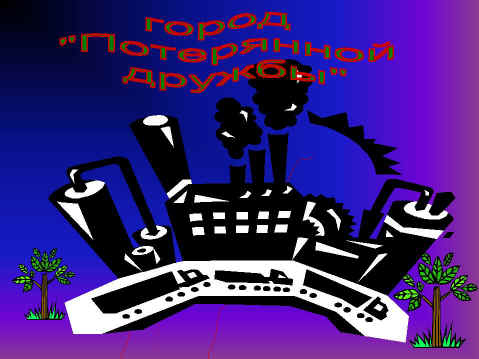 город
"Потерянной
дружбы"